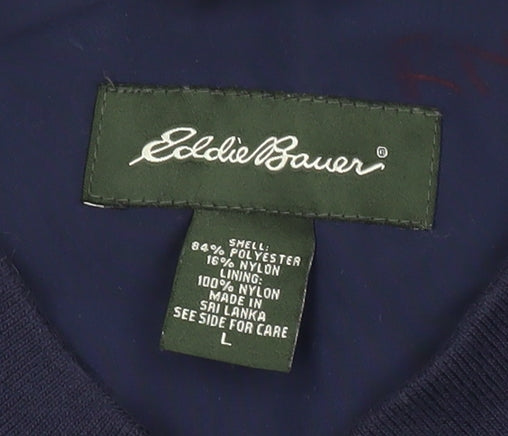 Eddie Bauer®
SHELL:
84% POLYESTER
16% NYLON
LINING:
100% NYLON
MADE IN
SRI LANKA
SEE SIDE FOR CARE
L